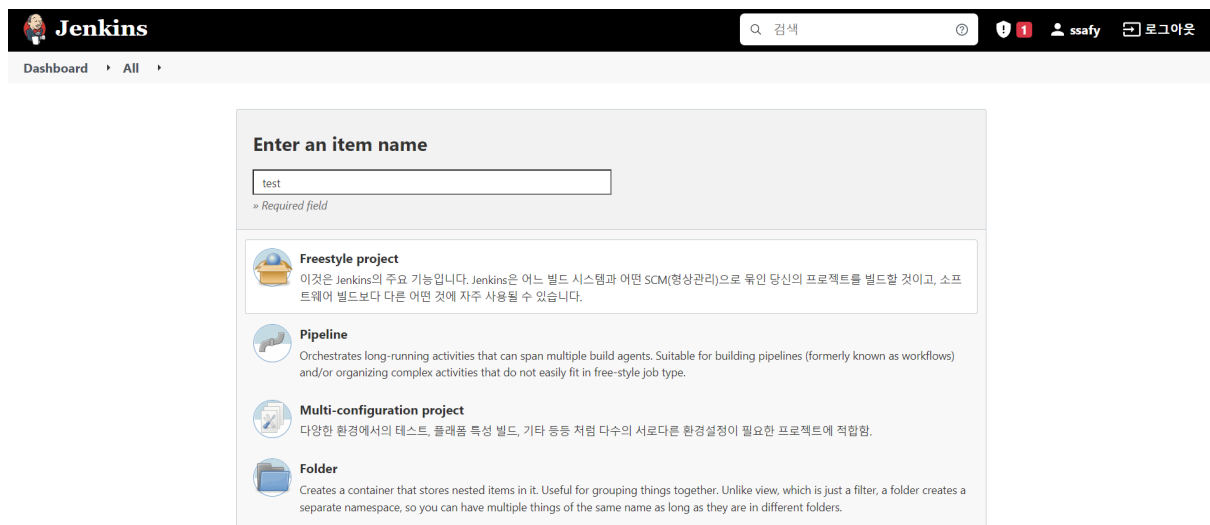 Jenkins
검색
1
ssafy
로그아웃
Dashboard
All
Enter an item name
test
» Required field
Freestyle project
이것은 Jenkins의 주요 기능입니다. Jenkins은 어느 빌드 시스템과 어떤 SCM(형상관리)으로 묶인 당신의 프로젝트를 빌드할 것이고, 소프
트웨어 빌드보다 다른 어떤 것에 자주 사용될 수 있습니다.
Pipeline
Orchestrates long-running activities that can span multiple build agents. Suitable for building pipelines (formerly known as workflows)
and/or organizing complex activities that do not easily fit in free-style job type.
Multi-configuration project
다양한 환경에서의 테스트, 플래폼 특성 빌드, 기타 등등 처럼 다수의 서로다른 환경설정이 필요한 프로젝트에 적합함.
Folder
Creates a container that stores nested items in it. Useful for grouping things together. Unlike view, which is just a filter, a folder creates a
separate namespace, so you can have multiple things of the same name as long as they are in different folders.